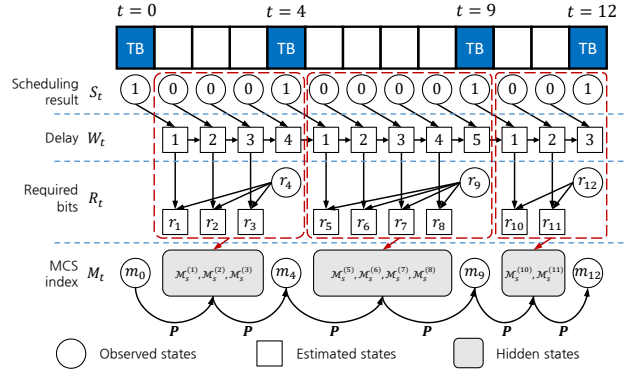 t = 0 t = 4 t = 9 t = 12
TB TB TB TB
Scheduling result S_t 1 0 0 0 1 0 0 0 0 1 0 0 1
Delay W_t 1 2 3 4 1 2 3 4 5 1 2 3
Required bits R_t r_4 r_9 r_12
r_1 r_2 r_3 r_5 r_6 r_7 r_8 r_10 r_11
MCS index M_t m_0 ℳ_s^(1), ℳ_s^(2), ℳ_s^(3) m_4 ℳ_s^(5), ℳ_s^(6), ℳ_s^(7), ℳ_s^(8) m_9 ℳ_s^(10), ℳ_s^(11) m_12
P P P P P P
Observed states Estimated states Hidden states